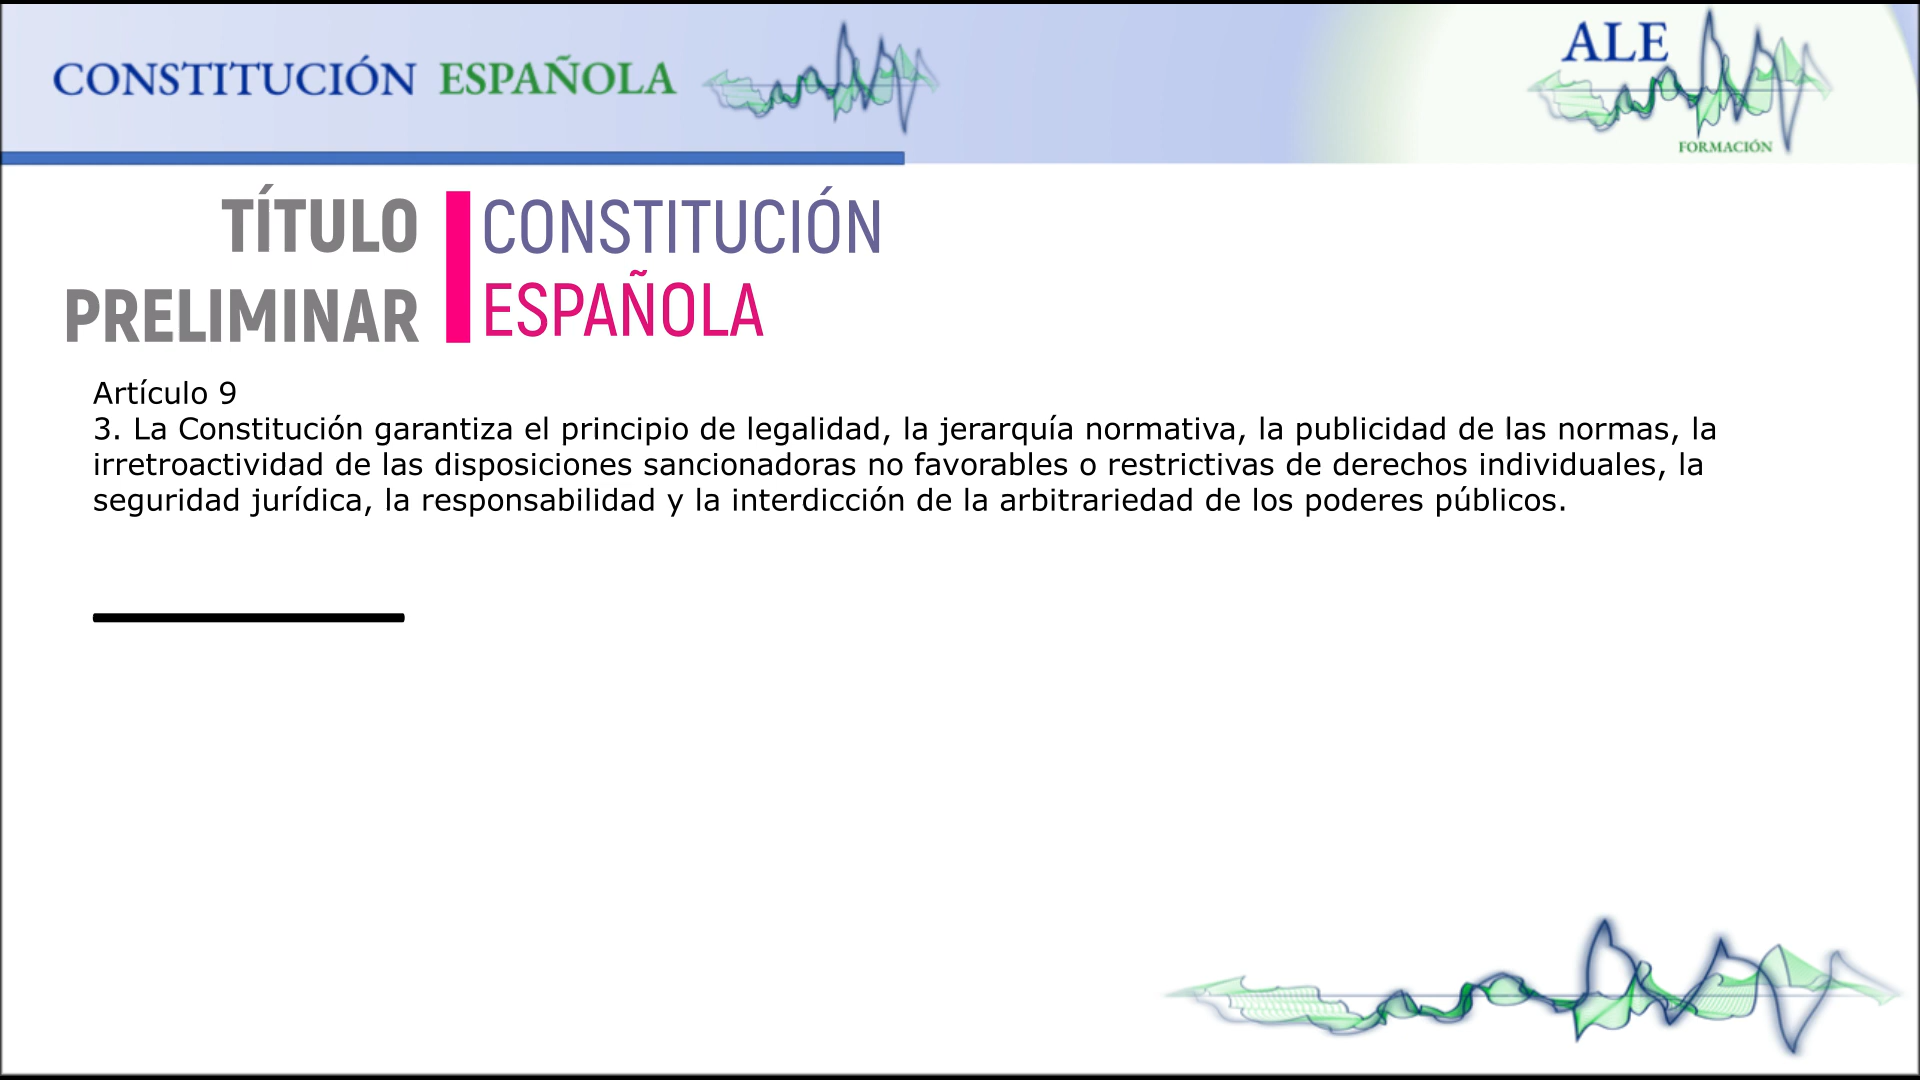 CONSTITUCIÓN ESPAÑOLA
ALE
FORMACIÓN
TÍTULO
PRELIMINAR
CONSTITUCIÓN
ESPAÑOLA
Artículo 9
3. La Constitución garantiza el principio de legalidad, la jerarquía normativa, la publicidad de las normas, la
irretroactividad de las disposiciones sancionadoras no favorables o restrictivas de derechos individuales, la
seguridad jurídica, la responsabilidad y la interdicción de la arbitrariedad de los poderes públicos.